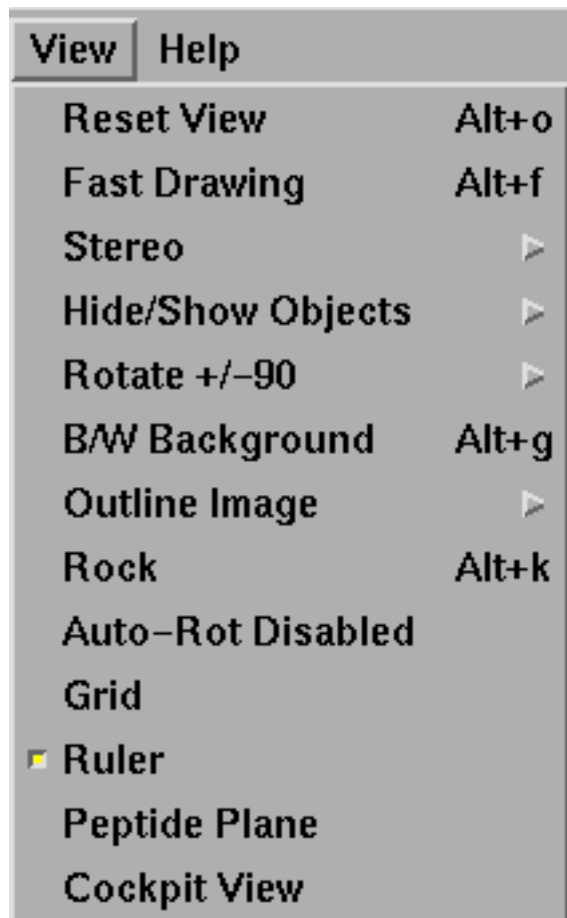 View Help
Reset View Alt+o
Fast Drawing Alt+f
Stereo
Hide/Show Objects
Rotate +/−90
B/W Background Alt+g
Outline Image
Rock Alt+k
Auto−Rot Disabled
Grid
Ruler
Peptide Plane
Cockpit View